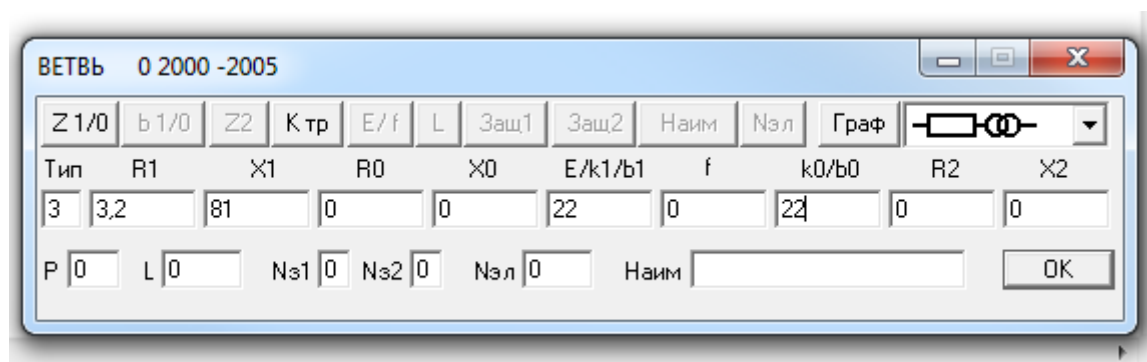 ВЕТВЬ 0 2000 -2005
Z 1/0 b 1/0 Z2 К тр E/ f L Защ1 Защ2 Наим Nэл Граф
Тип R1 X1 R0 X0 E/k1/b1 f k0/b0 R2 X2
3 3,2 81 0 0 22 0 22 0 0
P 0 L 0 Nз1 0 Nз2 0 Nэл 0 Наим OK